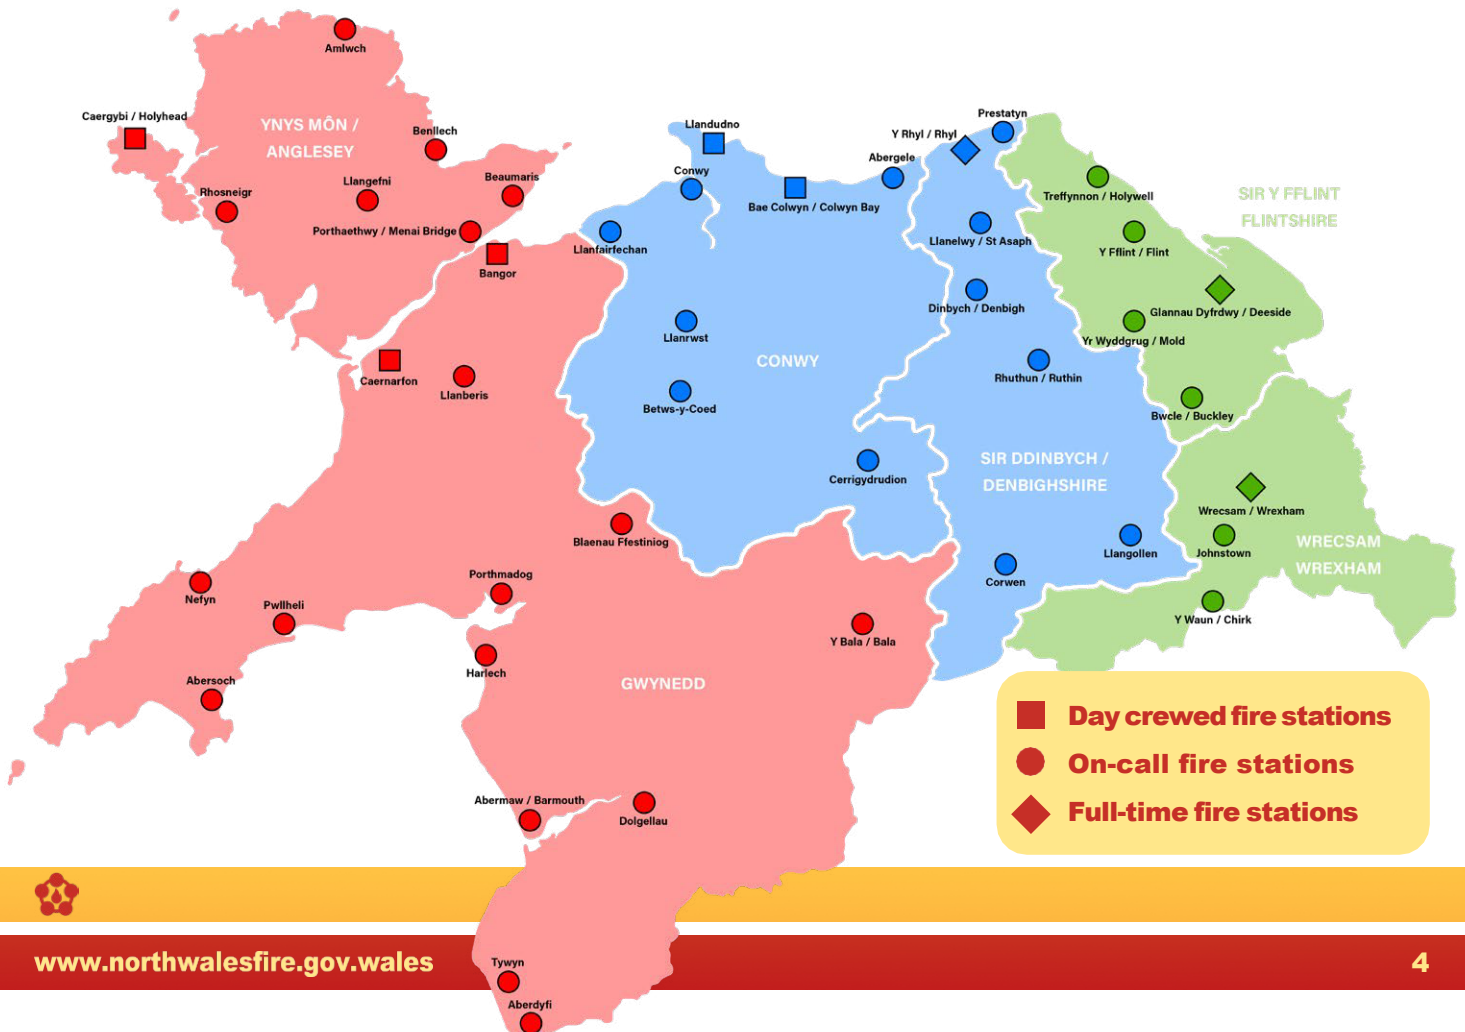 Amlwch
Caergybi / Holyhead
YNYS MÔN /
ANGLESEY
Benllech
Llangefni
Beaumaris
Rhosneigr
Porthaethwy / Menai Bridge
Bangor
Caernarfon
Llanberis
Llandudno
Conwy
Bae Colwyn / Colwyn Bay
Abergele
Y Rhyl / Rhyl
Prestatyn
Llanfairfechan
Llanelwy / St Asaph
Dinbych / Denbigh
Llanrwst
CONWY
Betws-y-Coed
Rhuthun / Ruthin
Cerrigydrudion
SIR DDINBYCH /
DENBIGHSHIRE
Llangollen
Corwen
Treffynnon / Holywell
SIR Y FFLINT
FLINTSHIRE
Y Fflint / Flint
Glannau Dyfrdwy / Deeside
Yr Wyddgrug / Mold
Bwcle / Buckley
Wrecsam / Wrexham
Johnstown
WRECSAM
WREXHAM
Y Waun / Chirk
Blaenau Ffestiniog
Nefyn
Pwllheli
Porthmadog
Y Bala / Bala
Harlech
Abersoch
GWYNEDD
Abermaw / Barmouth
Dolgellau
Tywyn
Aberdyfi
Day crewed fire stations
On-call fire stations
Full-time fire stations
www.northwalesfire.gov.wales
4